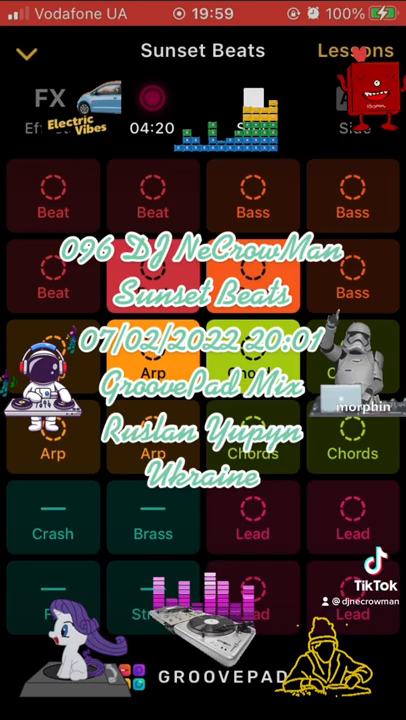 Vodafone UA
19:59
100%
Sunset Beats
Lessons
FX
Electric Vibes
04:20
Side
Beat Beat Bass Bass
096 DJ NeCrowMan
Beat Bass
Sunset Beats
07/02/2022 20:01
Arp Chords
GroovePad Mix
morphin
Ruslan Yupyn
Arp Arp Chords Chords
Ukraine
Crash Brass Lead Lead
TikTok
@djnecrowman
Lead
GROOVEPAD